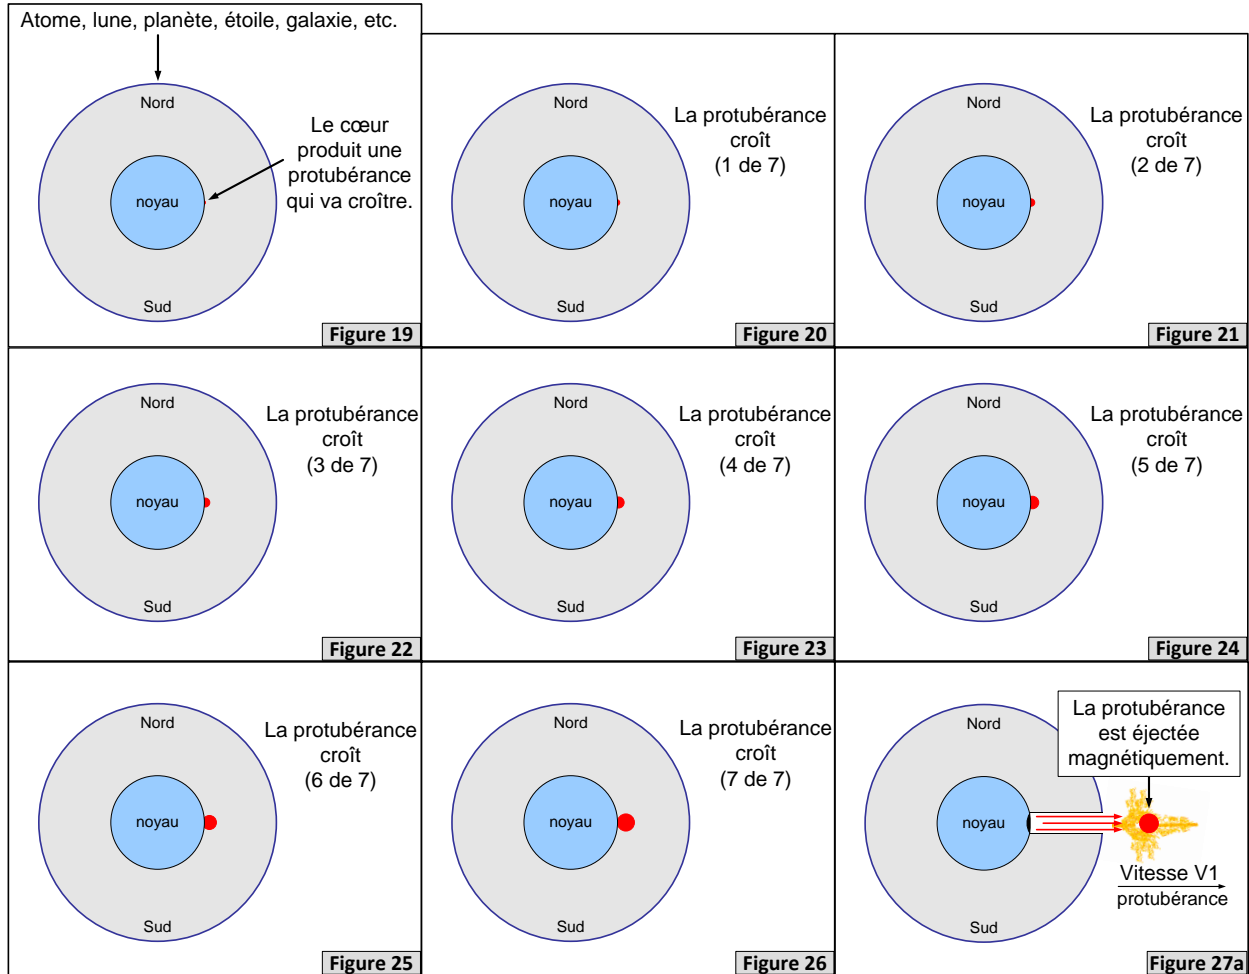 Atome, lune, planète, étoile, galaxie, etc.
Nord
Le cœur
produit une
protubérance
qui va croître.
noyau
Sud
Figure 19
Nord
La protubérance
croît
(1 de 7)
noyau
Sud
Figure 20
Nord
La protubérance
croît
(2 de 7)
noyau
Sud
Figure 21
Nord
La protubérance
croît
(3 de 7)
noyau
Sud
Figure 22
Nord
La protubérance
croît
(4 de 7)
noyau
Sud
Figure 23
Nord
La protubérance
croît
(5 de 7)
noyau
Sud
Figure 24
Nord
La protubérance
croît
(6 de 7)
noyau
Sud
Figure 25
Nord
La protubérance
croît
(7 de 7)
noyau
Sud
Figure 26
Nord
La protubérance
est éjectée
magnétiquement.
noyau
Vitesse V1
protubérance
Sud
Figure 27a